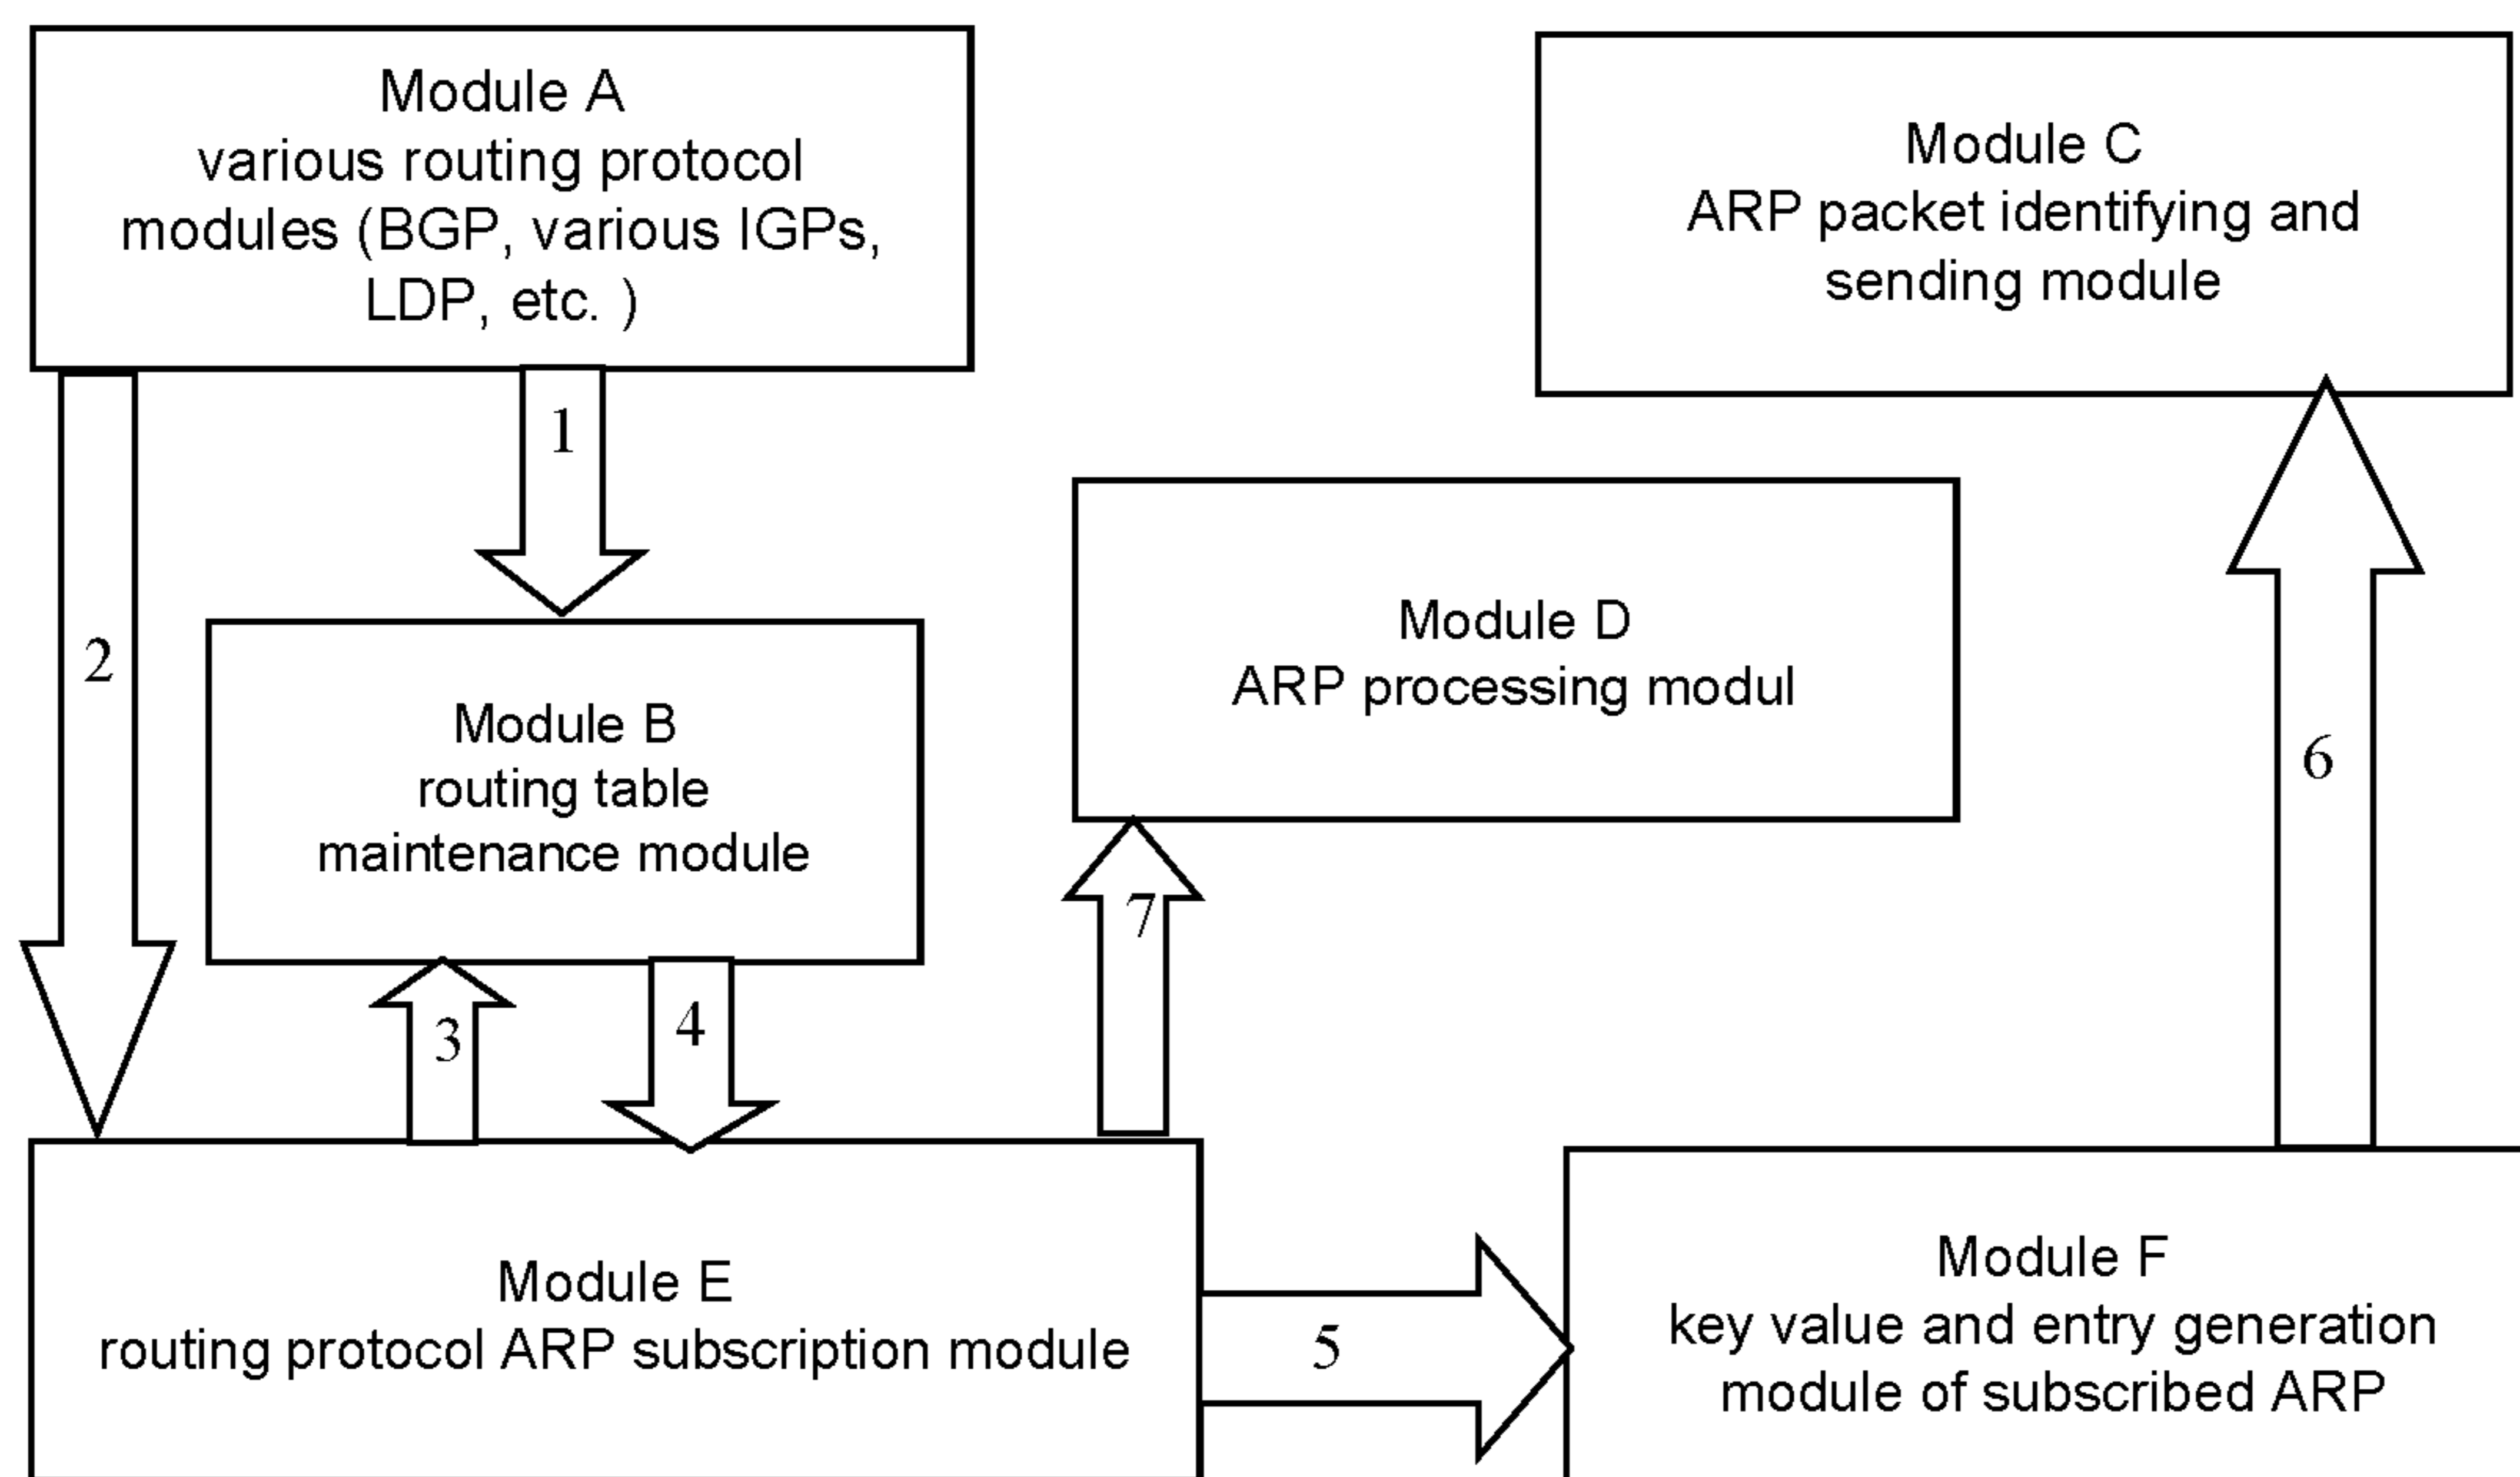 Module A
various routing protocol
modules (BGP, various IGPs,
LDP, etc. )
Module C
ARP packet identifying and
sending module
1
2
Module D
ARP processing modul
Module B
routing table
maintenance module
6
7
3
4
Module E
routing protocol ARP subscription module
5
Module F
key value and entry generation
module of subscribed ARP